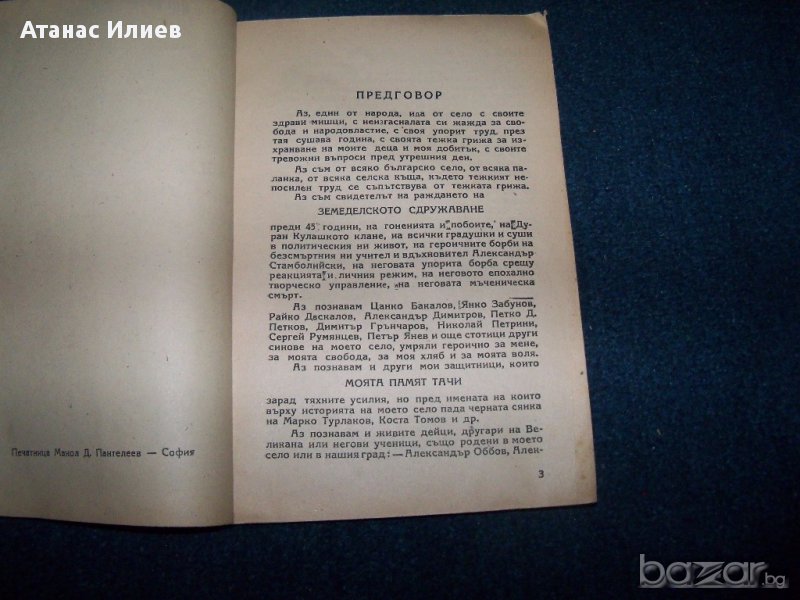 Атанас Илиев
Печатница Манол Д. Пантелеев — София
ПРЕДГОВОР
Аз, един от народа, ида от село с своите
здрави мишци, с неизгасналата си жажда за сво-
бода и народовластие, с своя упорит труд, през
тая сушава година, с своята тежка грижа за из-
хранване на моите деца и моя добитък, с своите
тревожни въпроси пред утрешния ден.
Аз съм от всяко българско село, от всяка па-
ланка, от всяка селска къща, където тежкият не-
посилен труд се съпътствува от тежката грижа.
Аз съм свидетелът на раждането на
ЗЕМЕДЕЛСКОТО СДРУЖАВАНЕ
преди 45 години, на гоненията и побоите, на Ду-
ран Кулашкото клане, на всички градушки и суши
в политическия ни живот, на героичните борби на
безсмъртния ни учител и вдъхновител Александър
Стамболийски, на неговата упорита борба срещу
реакцията и личния режим, на неговото епохално
творческо управление, на неговата мъченическа
смърт.
Аз познавам Цанко Бакалов, Янко Забунов,
Райко Даскалов, Александър Димитров, Петко Д.
Петков, Димитър Грънчаров, Николай Петрини,
Сергей Румянцев, Петър Янев и още стотици други
синове на моето село, умряли героично за мене,
за моята свобода, за моя хляб и за моята воля.
Аз познавам и други мои защитници, които
МОЯТА ПАМЯТ ТАЧИ
зарад тяхните усилия, но пред имената на които
върху историята на моето село пада черната сянка
на Марко Турлаков, Коста Томов и др.
Аз познавам и живите дейци, другари на Ве-
ликана или негови ученици, също родени в моето
село или в нашия град: — Александър Оббов, Алек-
3
bazar.bg